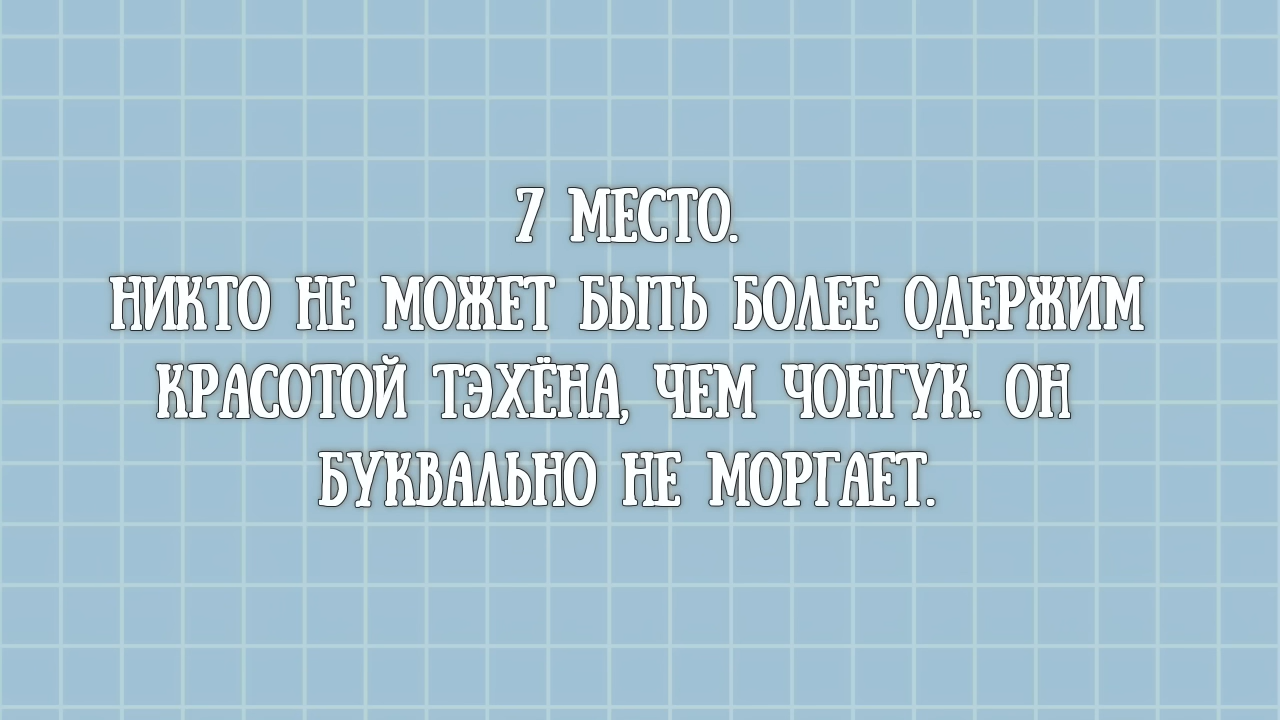 7 МЕСТО.
НИКТО НЕ МОЖЕТ БЫТЬ БОЛЕЕ ОДЕРЖИМ
КРАСОТОЙ ТЭХЁНА, ЧЕМ ЧОНГУК. ОН
БУКВАЛЬНО НЕ МОРГАЕТ.